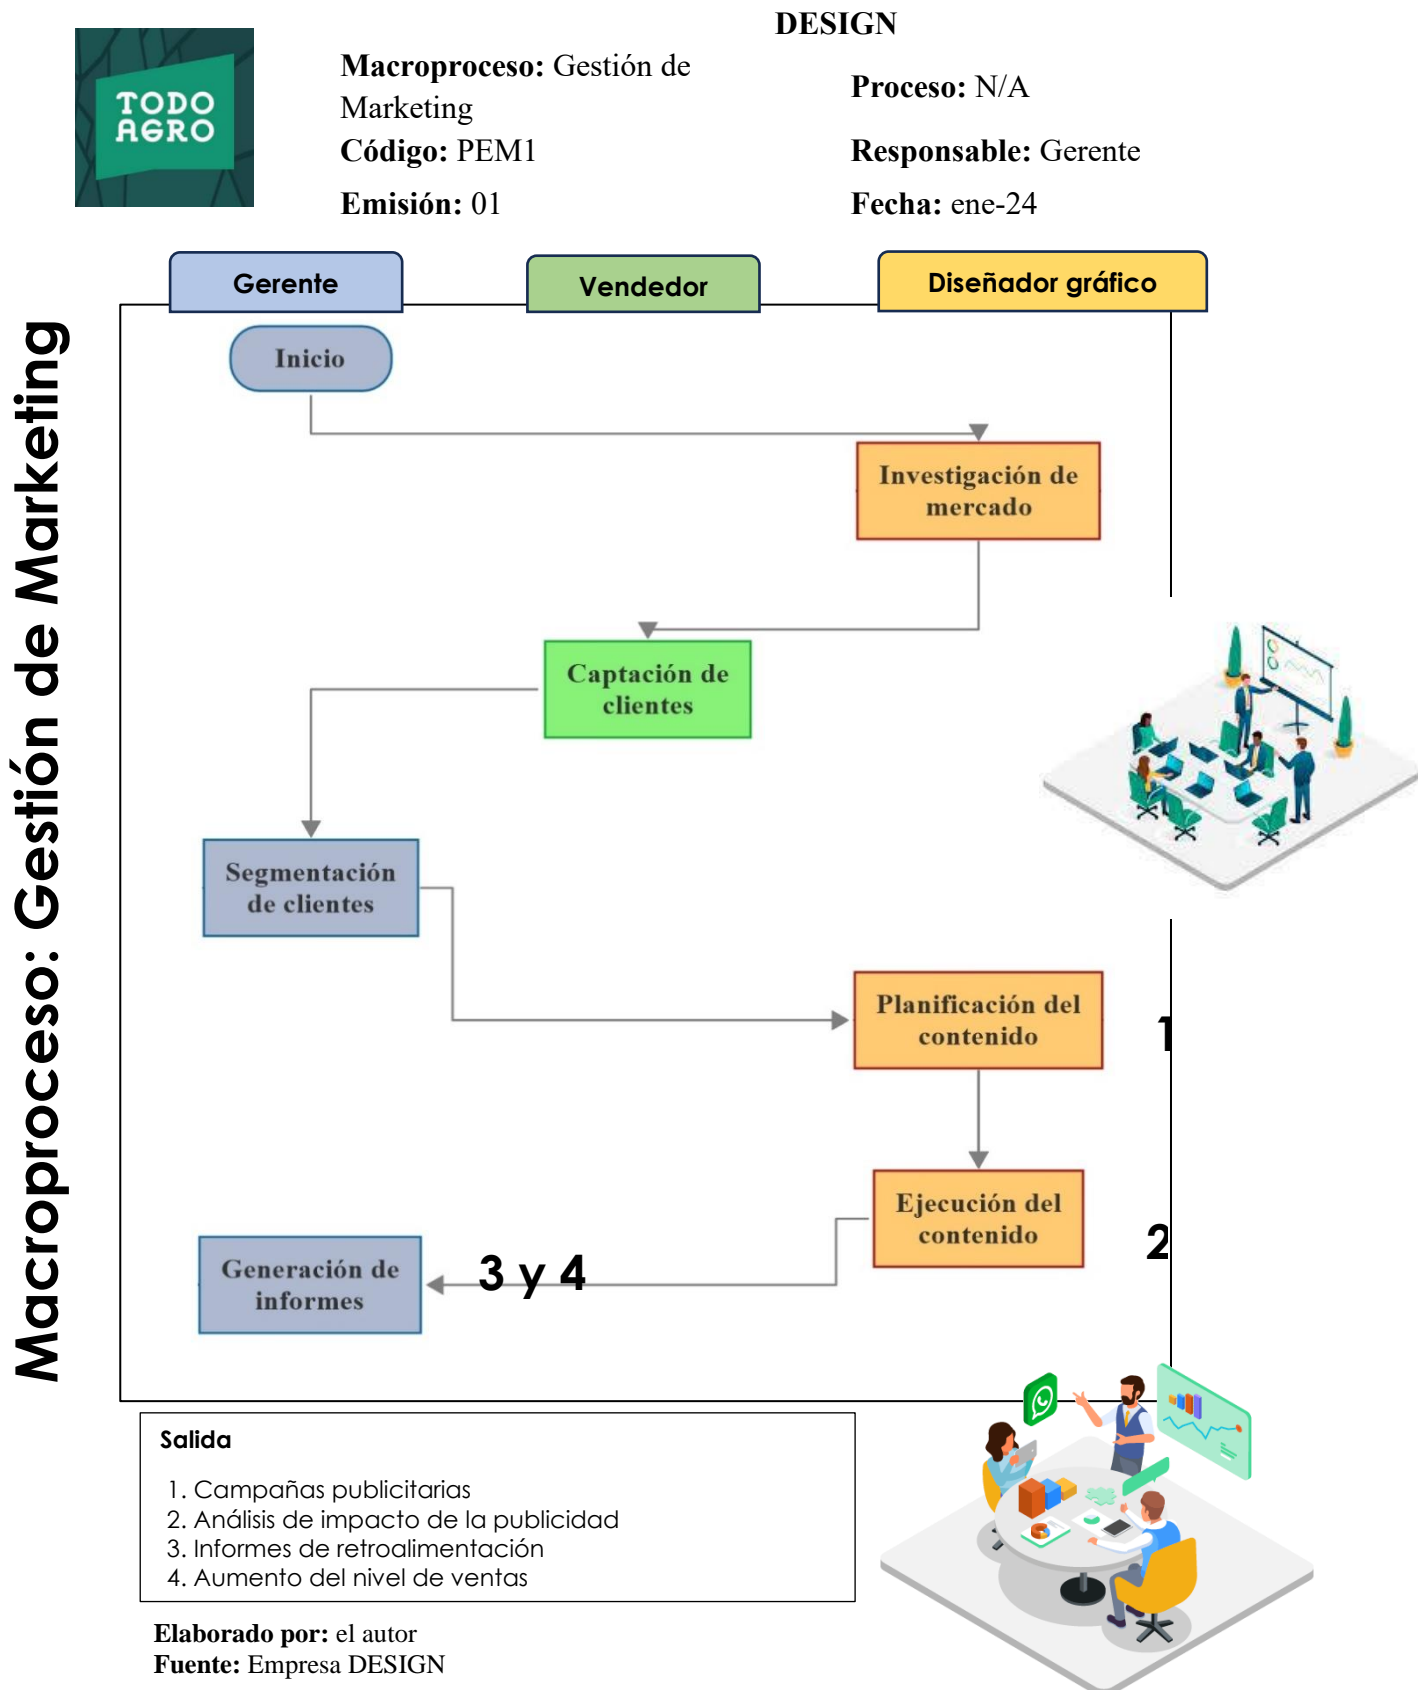 DESIGN
TODO
AGRO
Macroproceso: Gestión de
Marketing
Proceso: N/A
Código: PEM1
Responsable: Gerente
Emisión: 01
Fecha: ene-24
Macroproceso: Gestión de Marketing
Gerente
Vendedor
Diseñador gráfico
Inicio
Investigación de
mercado
Captación de
clientes
Segmentación
de clientes
Planificación del
contenido
1
Ejecución del
contenido
2
Generación de
informes
3 y 4
Salida
1. Campañas publicitarias
2. Análisis de impacto de la publicidad
3. Informes de retroalimentación
4. Aumento del nivel de ventas
Elaborado por: el autor
Fuente: Empresa DESIGN